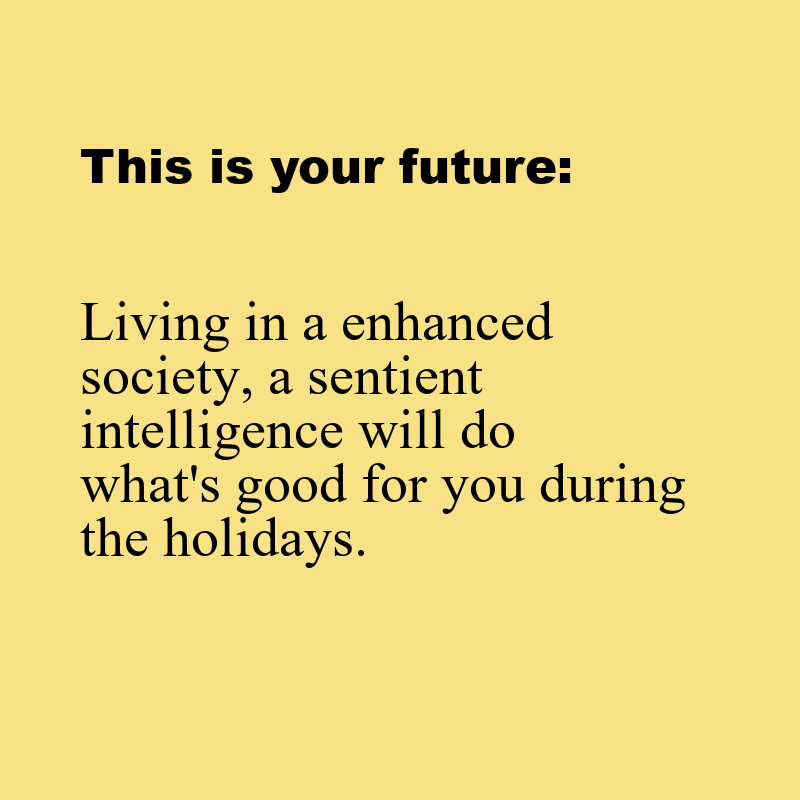 This is your future:
Living in a enhanced
society, a sentient
intelligence will do
what's good for you during
the holidays.